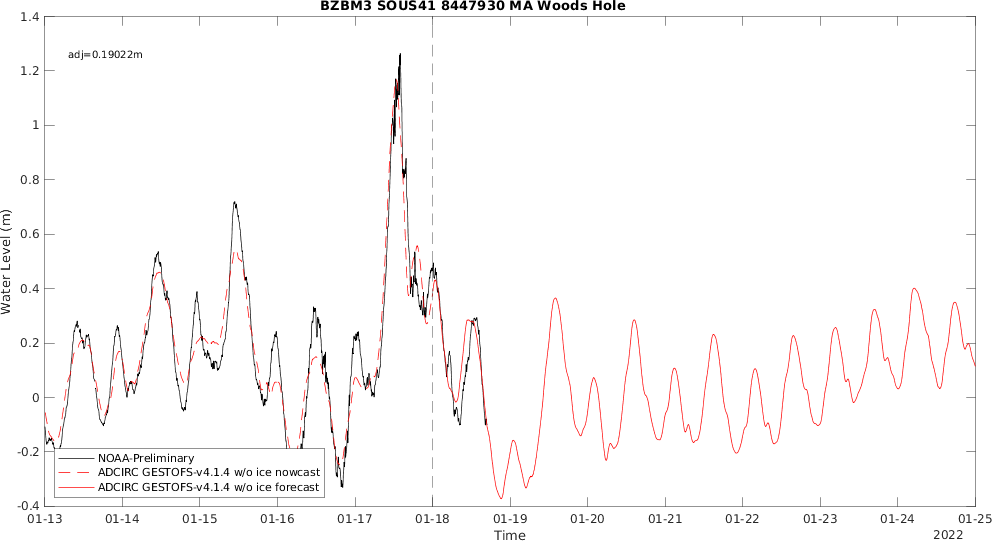 BZBM3 SOUS41 8447930 MA Woods Hole
adj=0.19022m
1.4
1.2
1
0.8
0.6
0.4
0.2
0
-0.2
-0.4
Water Level (m)
NOAA-Preliminary
ADCIRC GESTOFS-v4.1.4 w/o ice nowcast
ADCIRC GESTOFS-v4.1.4 w/o ice forecast
01-13 01-14 01-15 01-16 01-17 01-18 01-19 01-20 01-21 01-22 01-23 01-24 01-25
Time
2022